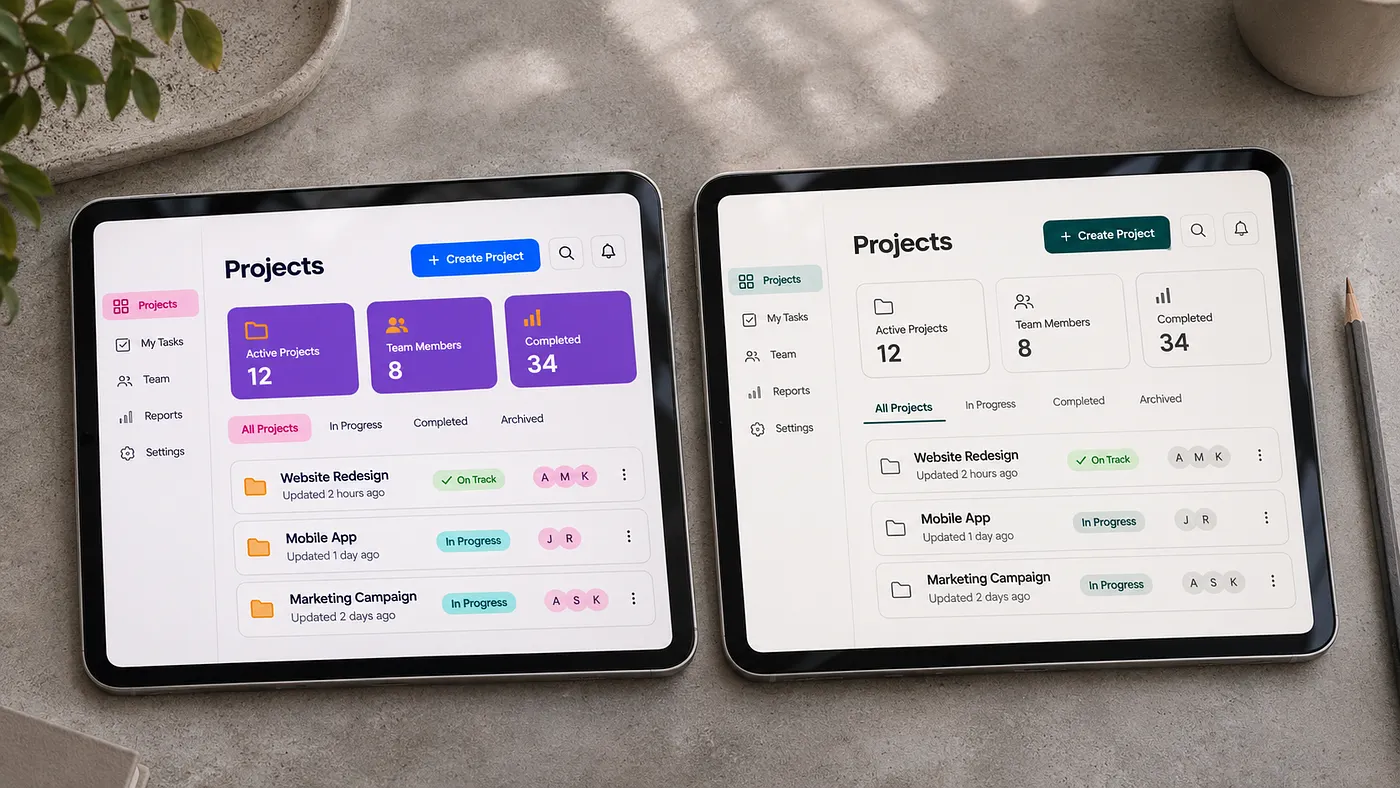 Projects
+ Create Project
Projects
My Tasks
Team
Reports
Settings
Active Projects
12
Team Members
8
Completed
34
All Projects
In Progress
Completed
Archived
Website Redesign
Updated 2 hours ago
On Track
A M K
Mobile App
Updated 1 day ago
In Progress
J R
Marketing Campaign
Updated 2 days ago
In Progress
A S K
Projects
+ Create Project
Projects
My Tasks
Team
Reports
Settings
Active Projects
12
Team Members
8
Completed
34
All Projects
In Progress
Completed
Archived
Website Redesign
Updated 2 hours ago
On Track
A M K
Mobile App
Updated 1 day ago
In Progress
J R
Marketing Campaign
Updated 2 days ago
In Progress
A S K